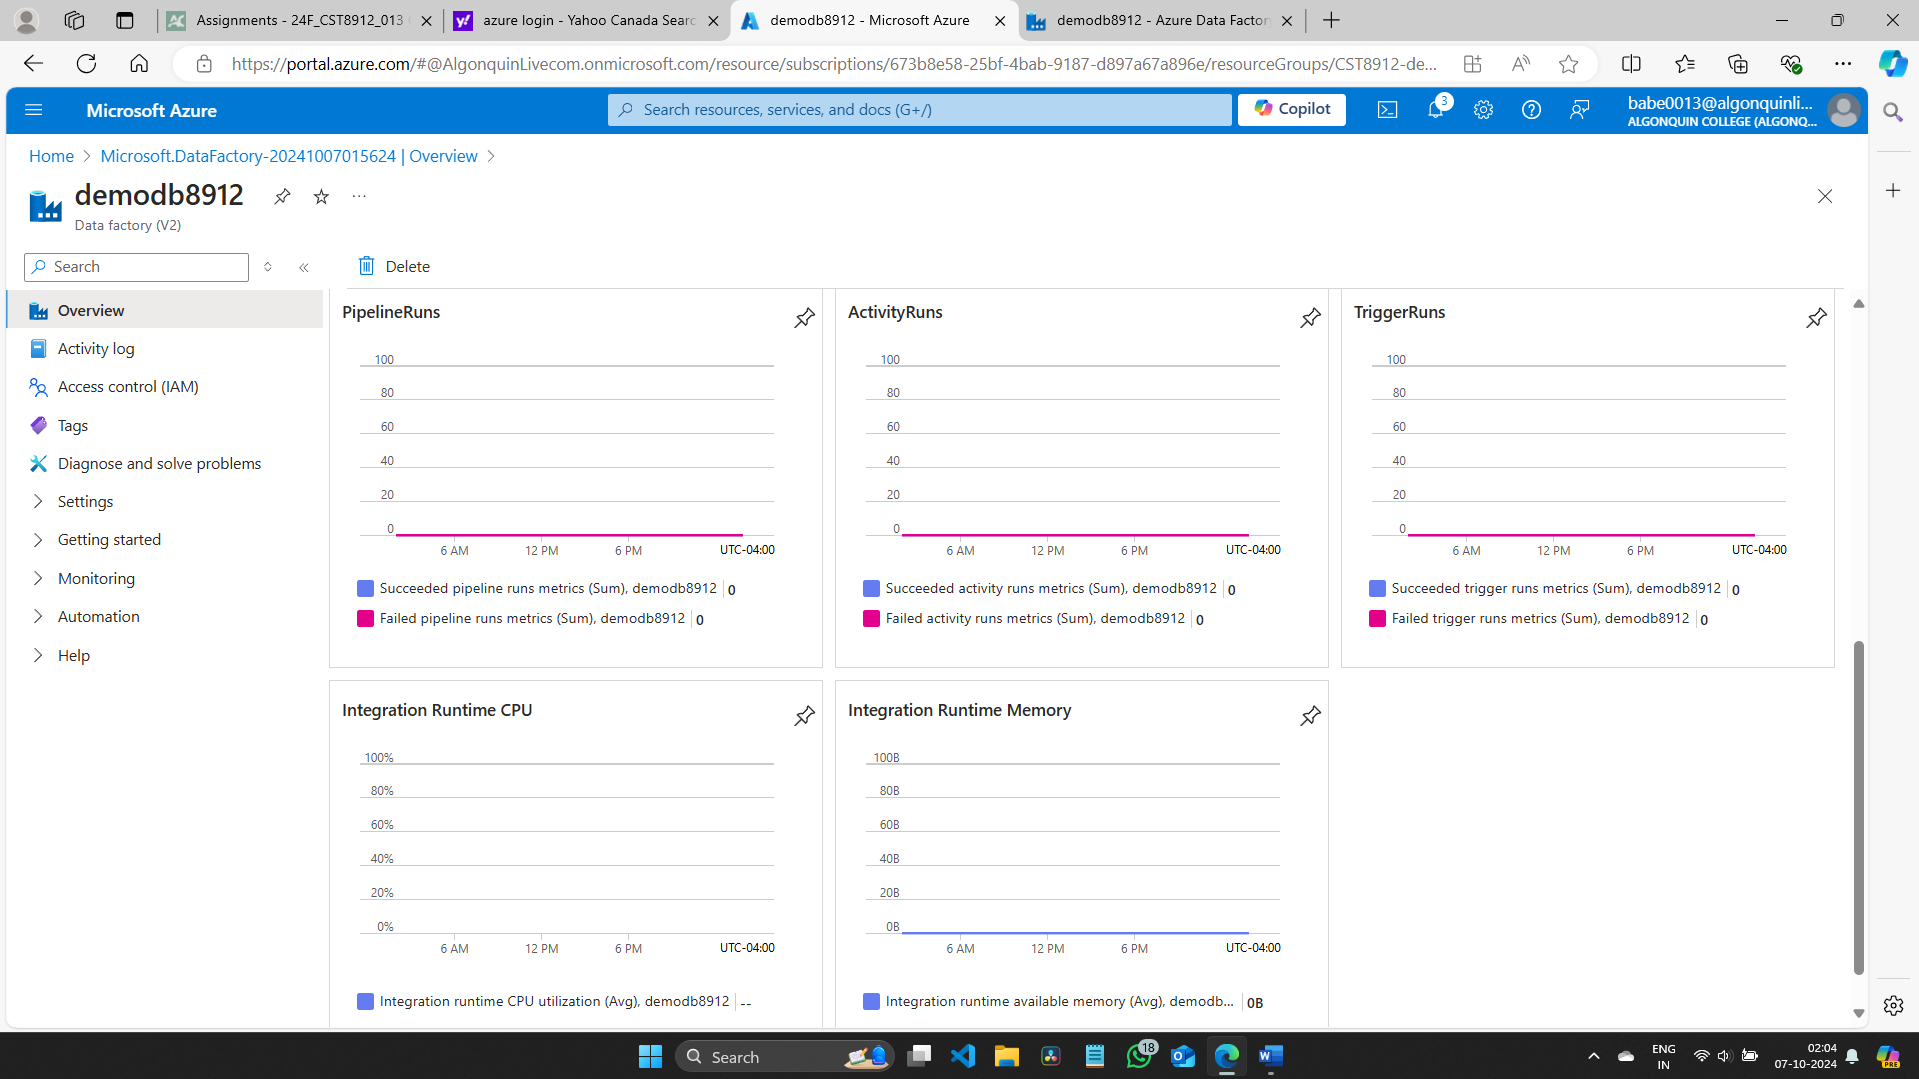 Assignments - 24F_CST8912_013
azure login - Yahoo Canada Searc
demodb8912 - Microsoft Azure
demodb8912 - Azure Data Factor
https://portal.azure.com/#@AlgonquinLivecom.onmicrosoft.com/resource/subscriptions/673b8e58-25bf-4bab-9187-d897a67a896e/resourceGroups/CST8912-de...
Microsoft Azure
Search resources, services, and docs (G+/)
Copilot
3
babe0013@algonquinli...
ALGONQUIN COLLEGE (ALGONQ...
Home > Microsoft.DataFactory-20241007015624 | Overview >
demodb8912
Data factory (V2)
Search
Delete
Overview
Activity log
Access control (IAM)
Tags
Diagnose and solve problems
Settings
Getting started
Monitoring
Automation
Help
PipelineRuns
100
80
60
40
20
0
6 AM 12 PM 6 PM UTC-04:00
Succeeded pipeline runs metrics (Sum), demodb8912 | 0
Failed pipeline runs metrics (Sum), demodb8912 | 0
ActivityRuns
100
80
60
40
20
0
6 AM 12 PM 6 PM UTC-04:00
Succeeded activity runs metrics (Sum), demodb8912 | 0
Failed activity runs metrics (Sum), demodb8912 | 0
TriggerRuns
100
80
60
40
20
0
6 AM 12 PM 6 PM UTC-04:00
Succeeded trigger runs metrics (Sum), demodb8912 | 0
Failed trigger runs metrics (Sum), demodb8912 | 0
Integration Runtime CPU
100%
80%
60%
40%
20%
0%
6 AM 12 PM 6 PM UTC-04:00
Integration runtime CPU utilization (Avg), demodb8912 | --
Integration Runtime Memory
100B
80B
60B
40B
20B
0B
6 AM 12 PM 6 PM UTC-04:00
Integration runtime available memory (Avg), demodb... | 0B
Search
18
ENG
IN
02:04
07-10-2024
PRE